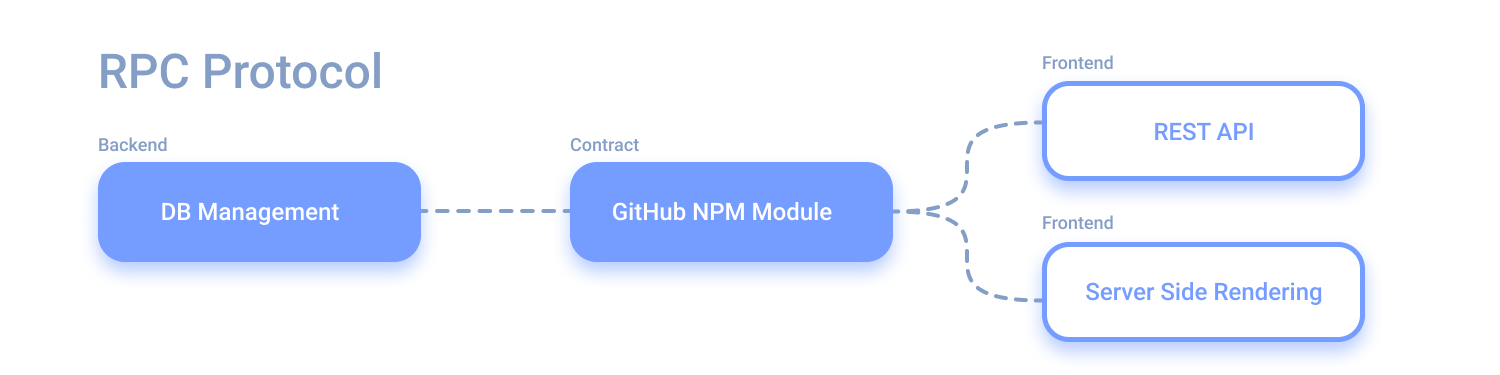 RPC Protocol
Backend
DB Management
Contract
GitHub NPM Module
Frontend
REST API
Frontend
Server Side Rendering